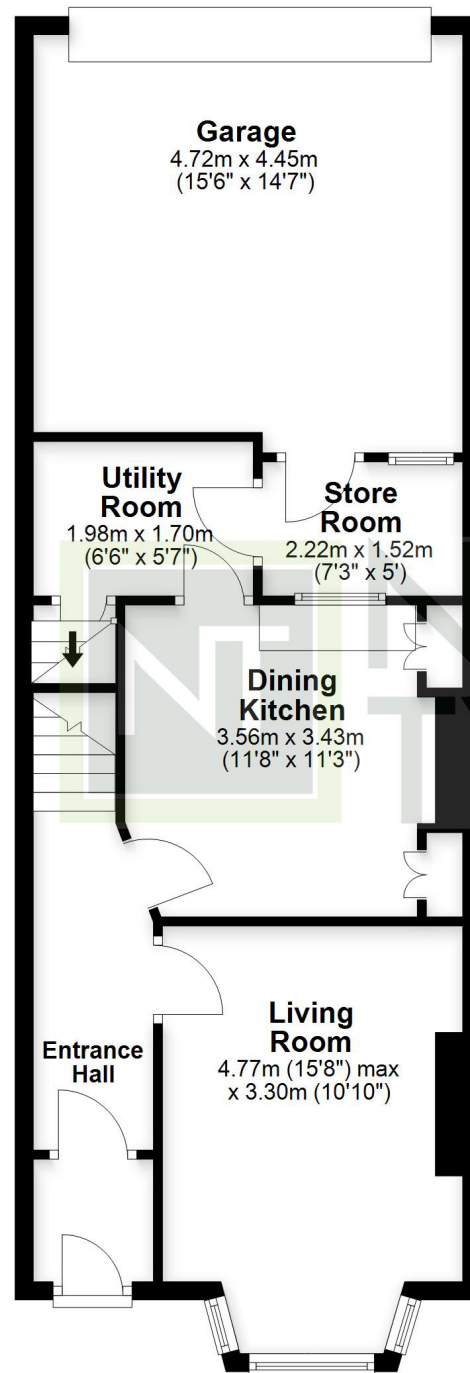 Garage
4.72m x 4.45m
(15'6" x 14'7")
Utility
Room
1.98m x 1.70m
(6'6" x 5'7")
Store
Room
2.22m x 1.52m
(7'3" x 5')
Dining
Kitchen
3.56m x 3.43m
(11'8" x 11'3")
Living
Room
4.77m (15'8") max
x 3.30m (10'10")
Entrance
Hall